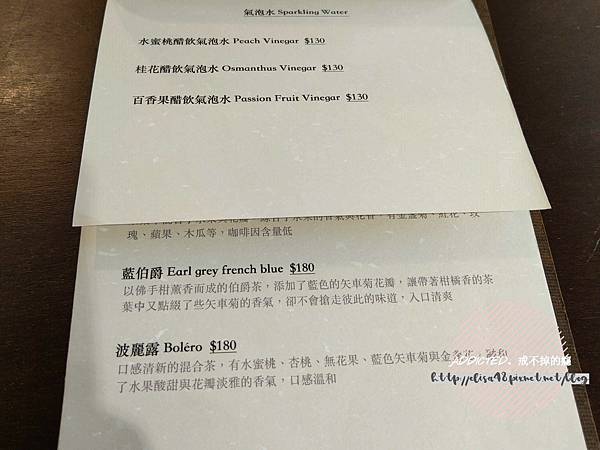 氣泡水 Sparkling Water
水蜜桃醋飲氣泡水 Peach Vinegar $130
桂花醋飲氣泡水 Osmanthus Vinegar $130
百香果醋飲氣泡水 Passion Fruit Vinegar $130
瑰、蘋果、木瓜等，咖啡因含量低
藍伯爵 Earl grey french blue $180
以佛手柑薰香而成的伯爵茶，添加了藍色的矢車菊花瓣，讓帶著柑橘香的茶
葉中又點綴了些矢車菊的香氣，卻不會搶走彼此的味道，入口清爽
波麗露 Boléro $180
口感清新的混合茶，有水蜜桃、杏桃、無花果、藍色矢車菊與金盞花，融和
了水果酸甜與花瓣淡雅的香氣，口感溫和
ADDICTED。戒不掉的癮
http://elisa98.pixnet.net/blog